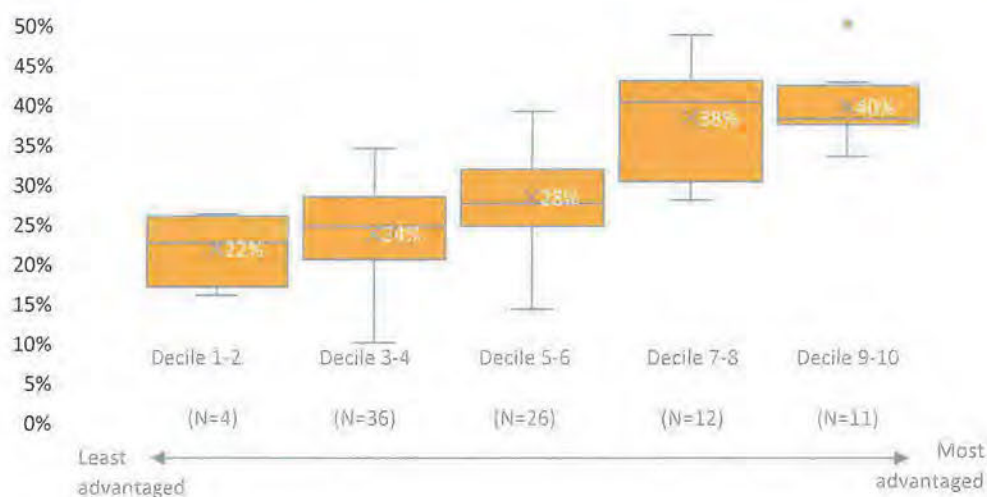 50%
45%
40%
35%
30%
25%
20%
15%
10%
5%
0%
22%
24%
28%
38%
40%
Decile 1-2
Decile 3-4
Decile 5-6
Decile 7-8
Decile 9-10
(N=4)
(N=36)
(N=26)
(N=12)
(N=11)
Least
advantaged
Most
advantaged